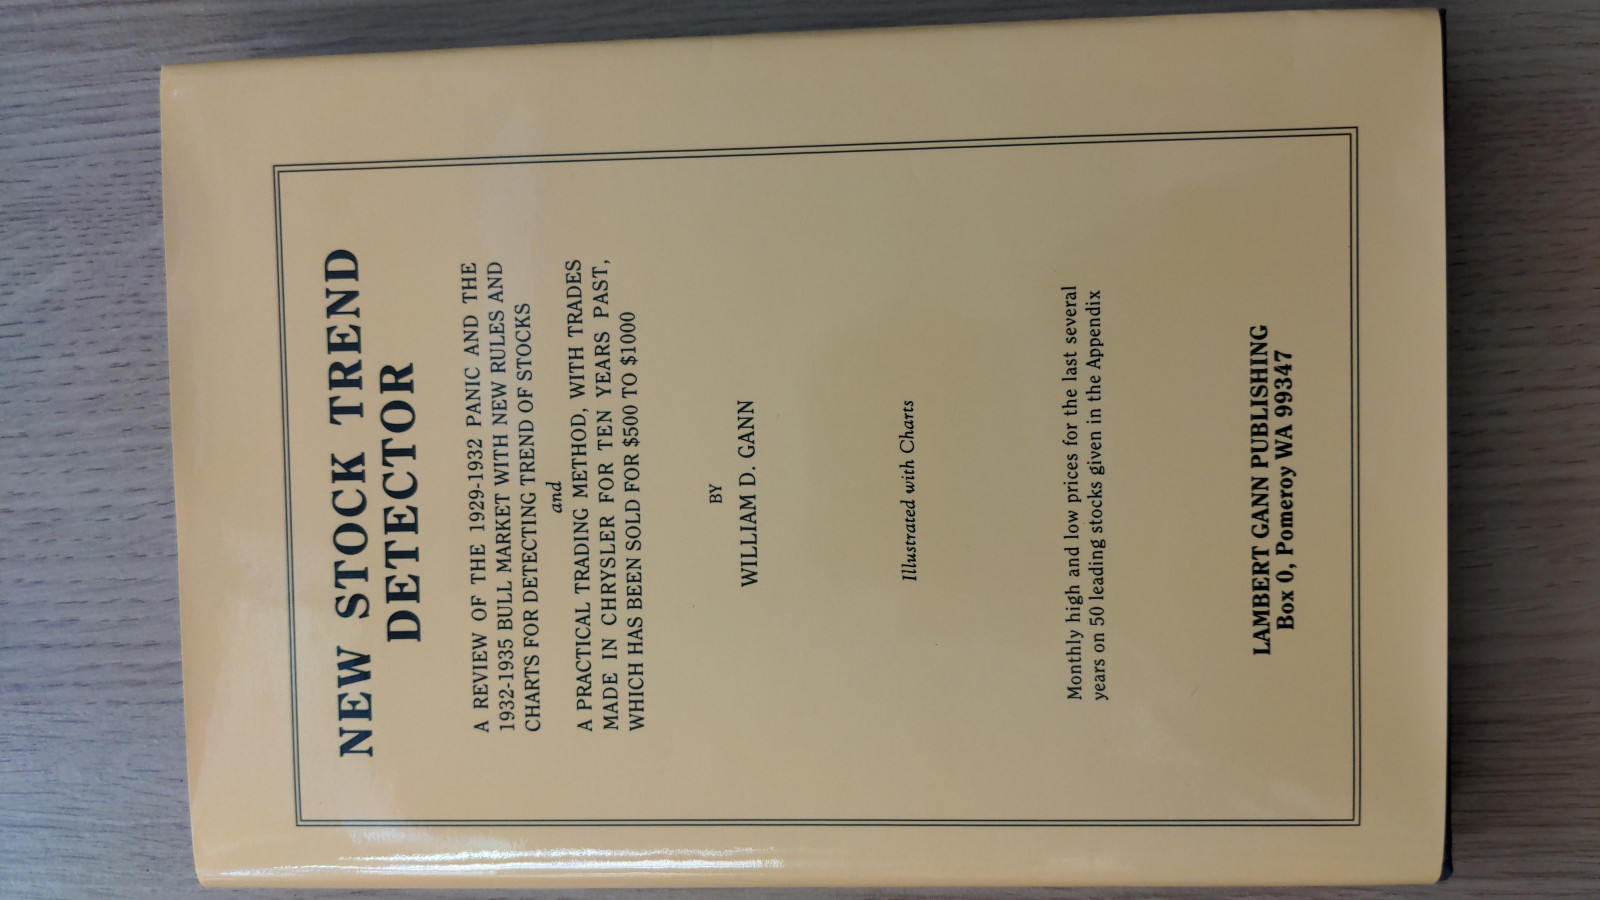 NEW STOCK TREND
DETECTOR
A REVIEW OF THE 1929-1932 PANIC AND THE
1932-1935 BULL MARKET WITH NEW RULES AND
CHARTS FOR DETECTING TREND OF STOCKS
and
A PRACTICAL TRADING METHOD, WITH TRADES
MADE IN CHRYSLER FOR TEN YEARS PAST,
WHICH HAS BEEN SOLD FOR $500 TO $1000
BY
WILLIAM D. GANN
Illustrated with Charts
Monthly high and low prices for the last several
years on 50 leading stocks given in the Appendix
LAMBERT GANN PUBLISHING
Box O, Pomeroy WA 99347